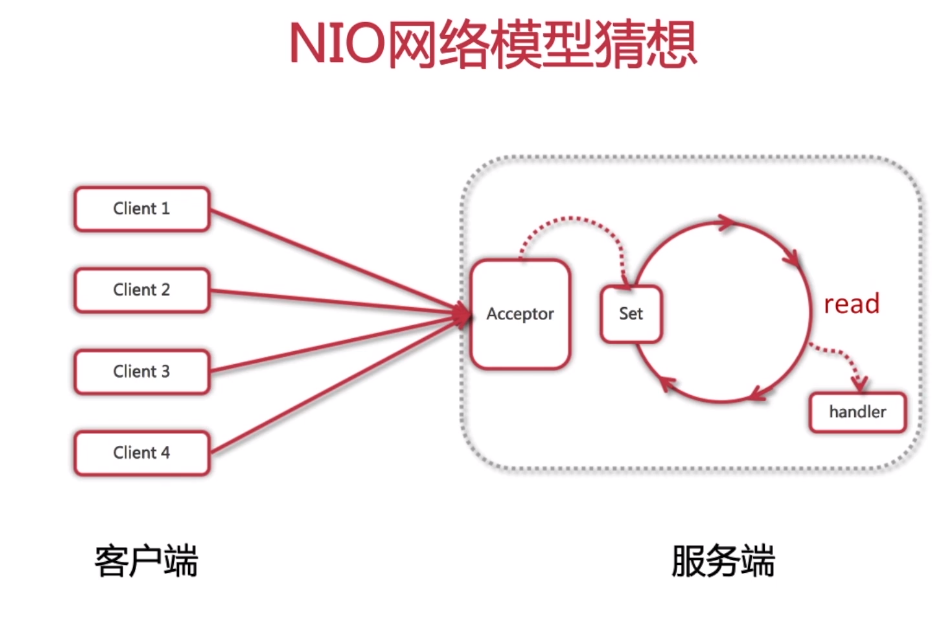 NIO网络模型猜想
Client 1
Client 2
Client 3
Client 4
Acceptor
Set
read
handler
客户端
服务端